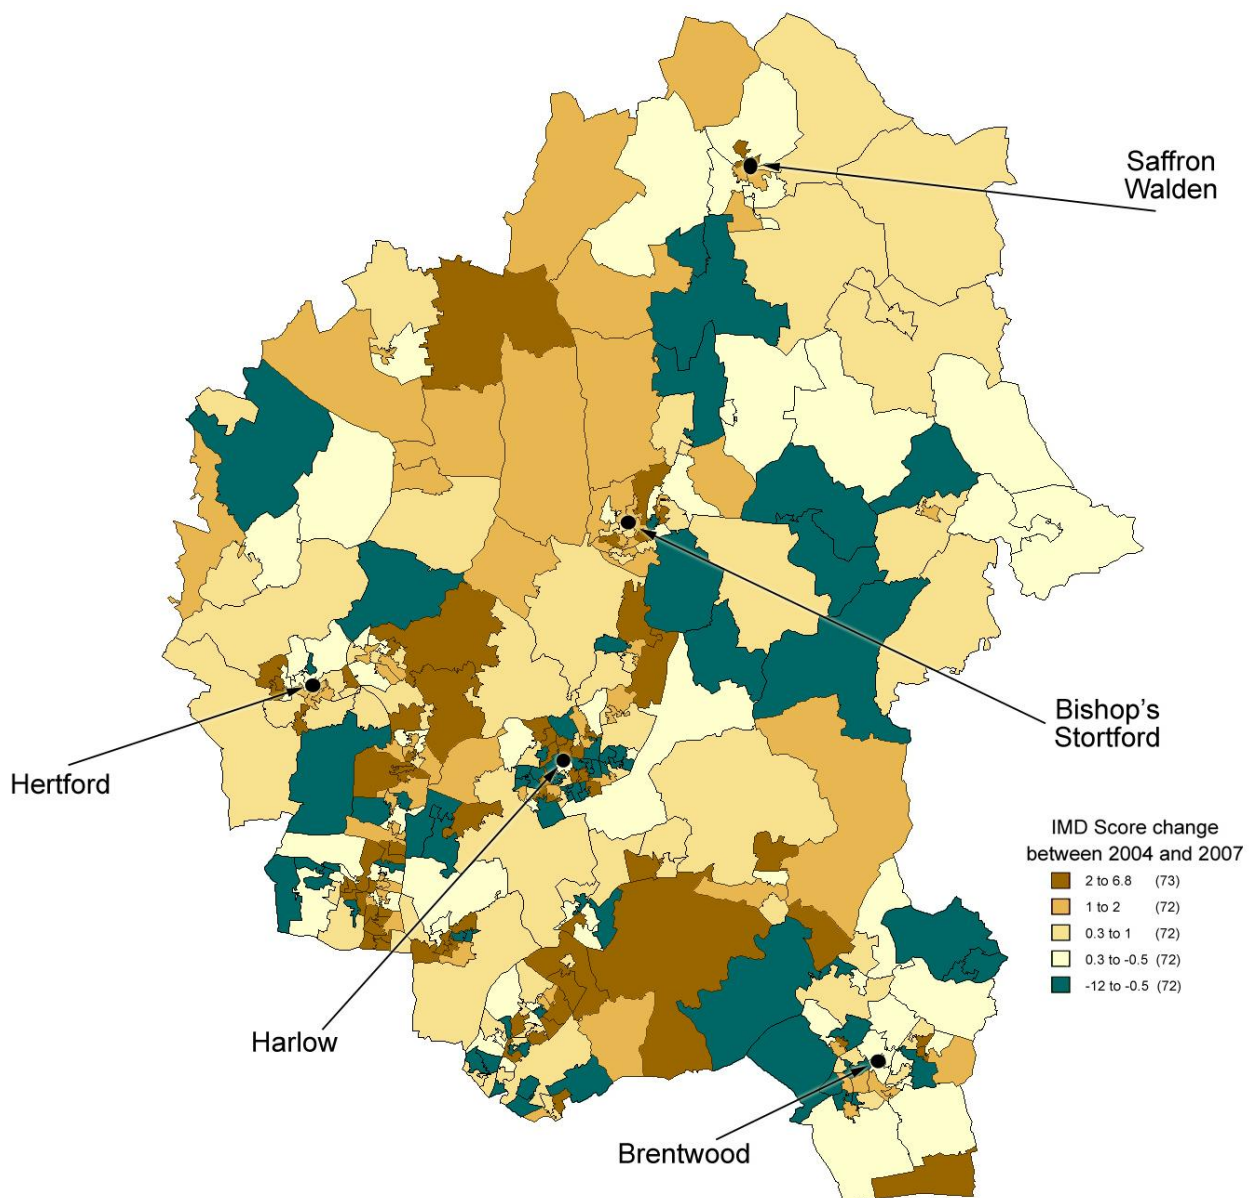 Saffron
Walden
Bishop's
Stortford
Hertford
IMD Score change
between 2004 and 2007
2 to 6.8 (73)
1 to 2 (72)
0.3 to 1 (72)
0.3 to -0.5 (72)
-12 to -0.5 (72)
Harlow
Brentwood